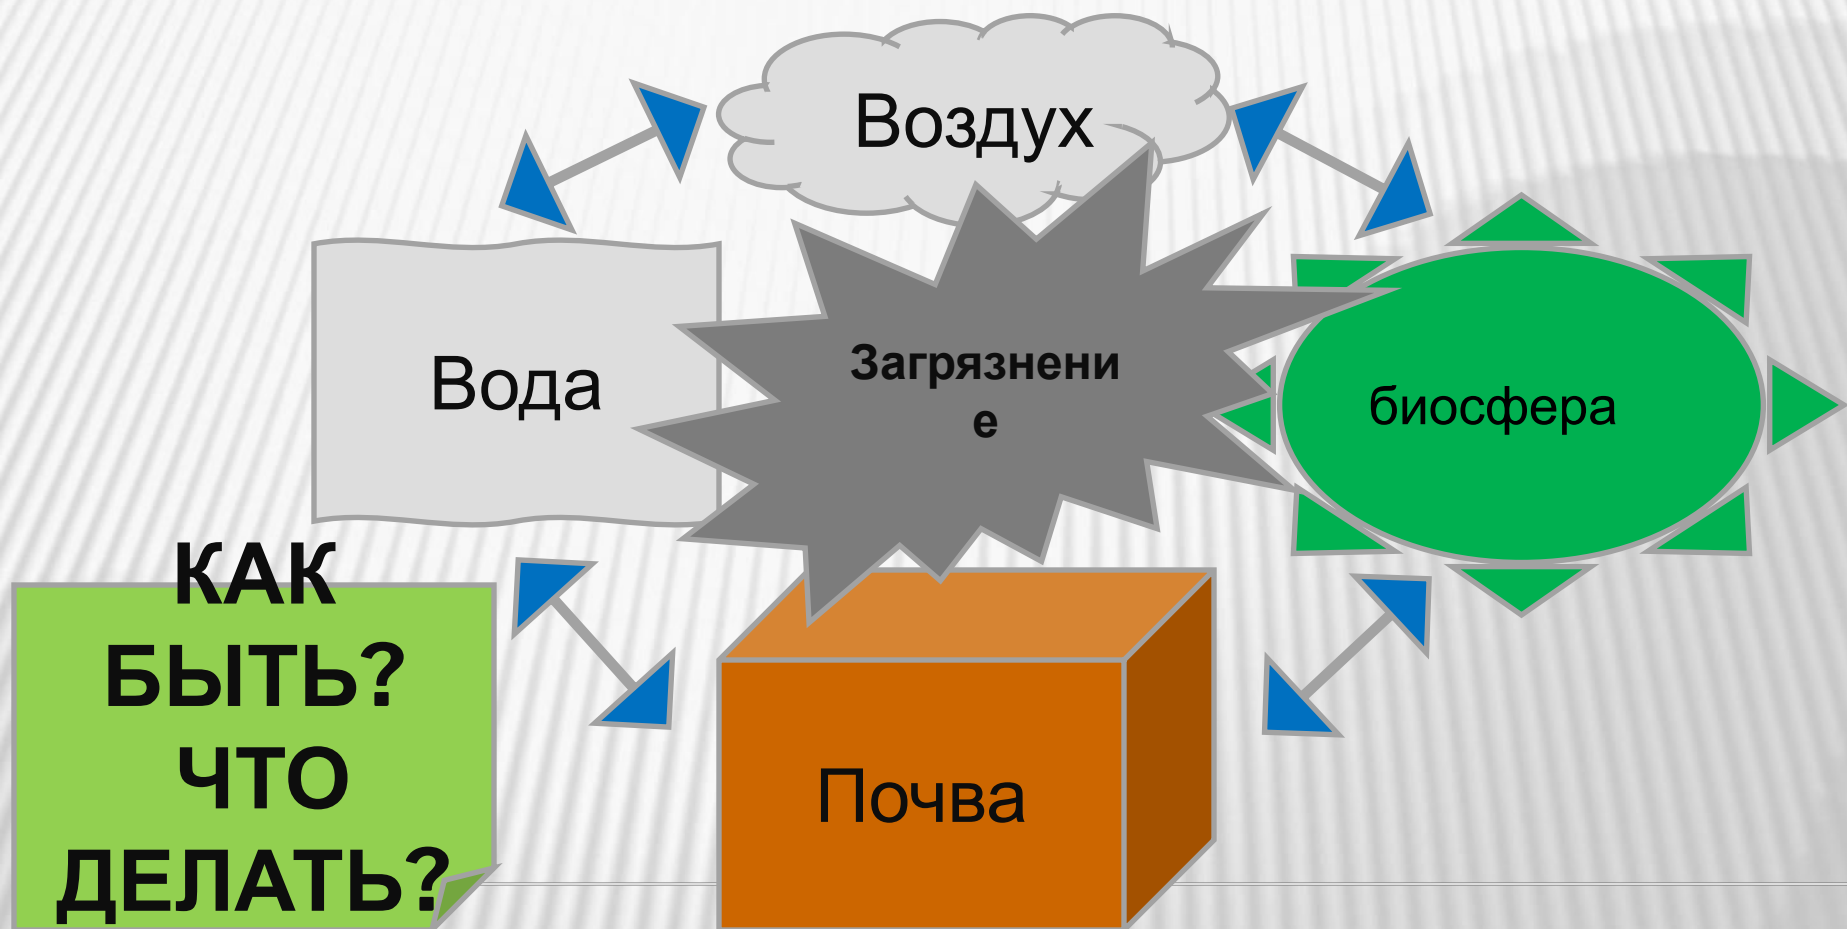 Воздух
Вода
Загрязнени
е
биосфера
КАК
БЫТЬ?
ЧТО
ДЕЛАТЬ?
Почва